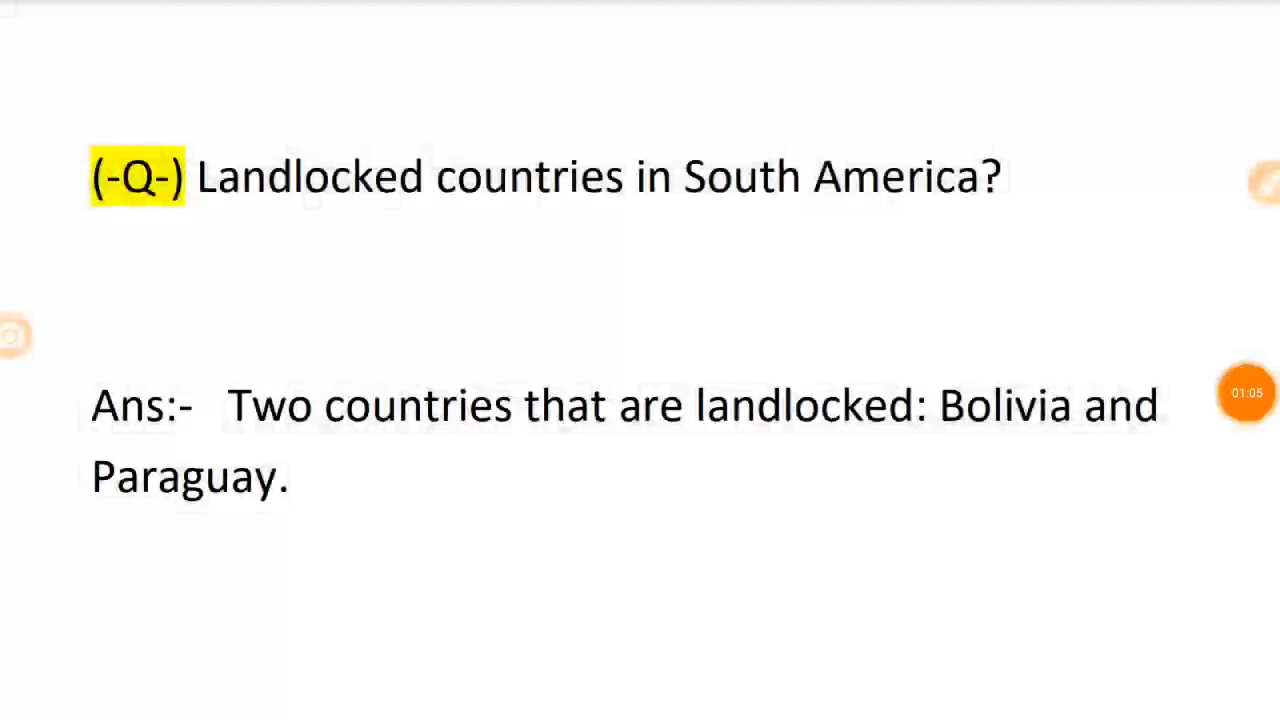 (-Q-) Landlocked countries in South America?
Ans:- Two countries that are landlocked: Bolivia and
Paraguay.
01:05